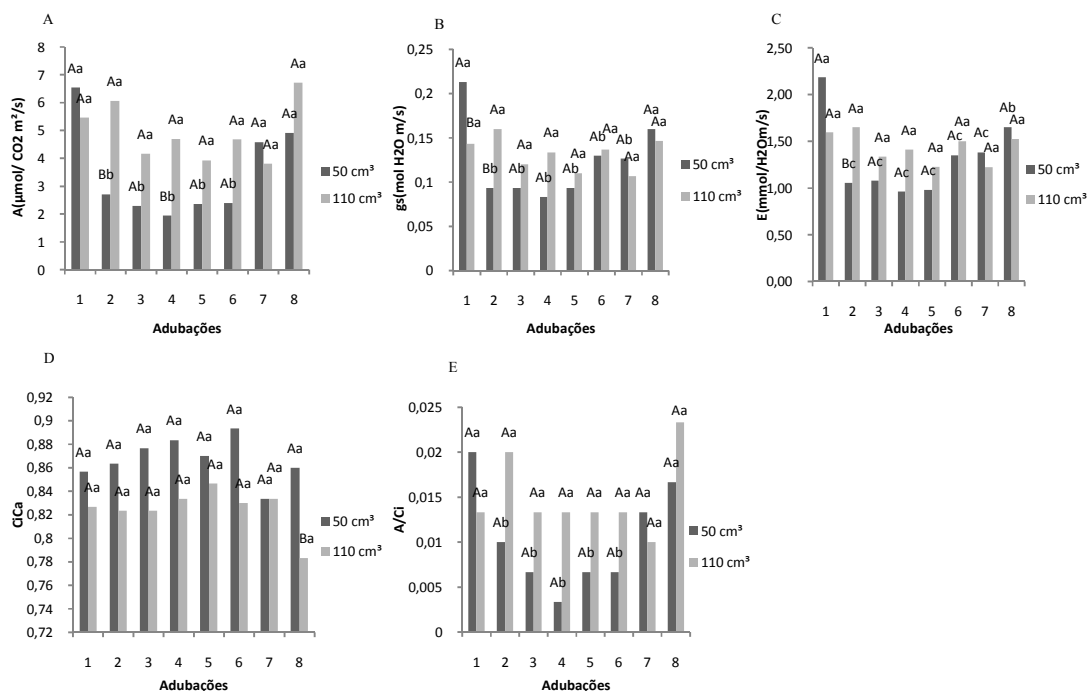 A
A(µmol/ CO2 m²/s)
8
7
6
5
4
3
2
1
0
Aa Aa Bb Aa Ab Aa Bb Aa Ab Aa Ab Aa Aa Aa Aa Aa
1 2 3 4 5 6 7 8
Adubações
50 cm³
110 cm³
B
gs(mol H2O m/s)
0,25
0,2
0,15
0,1
0,05
0
Aa Ba Bb Aa Ab Aa Ab Aa Ab Aa Ab Aa Ab Aa Aa Aa
1 2 3 4 5 6 7 8
Adubações
50 cm³
110 cm³
C
E(mmol/H2Om/s)
2,50
2,00
1,50
1,00
0,50
0,00
Aa Aa Bc Aa Ac Aa Ac Aa Ac Aa Ac Aa Ac Aa Ab Aa
1 2 3 4 5 6 7 8
Adubações
50 cm³
110 cm³
D
CiCa
0,92
0,9
0,88
0,86
0,84
0,82
0,8
0,78
0,76
0,74
0,72
Aa Aa Aa Aa Aa Aa Aa Aa Aa Aa Aa Aa Aa Aa Aa Ba
1 2 3 4 5 6 7 8
Adubações
50 cm³
110 cm³
E
A/Ci
0,025
0,02
0,015
0,01
0,005
0
Aa Aa Ab Aa Ab Aa Ab Aa Ab Aa Ab Aa Aa Aa Aa Aa
1 2 3 4 5 6 7 8
Adubações
50 cm³
110 cm³